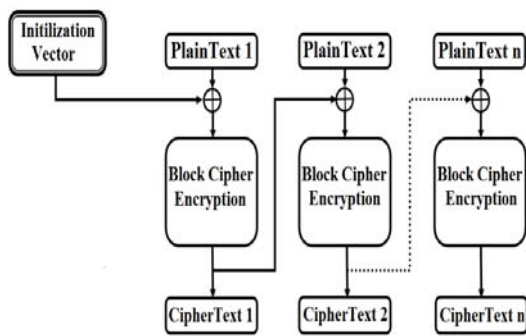 Initilization
Vector
PlainText 1
PlainText 2
PlainText n
Block Cipher
Encryption
Block Cipher
Encryption
Block Cipher
Encryption
CipherText 1
CipherText 2
CipherText n